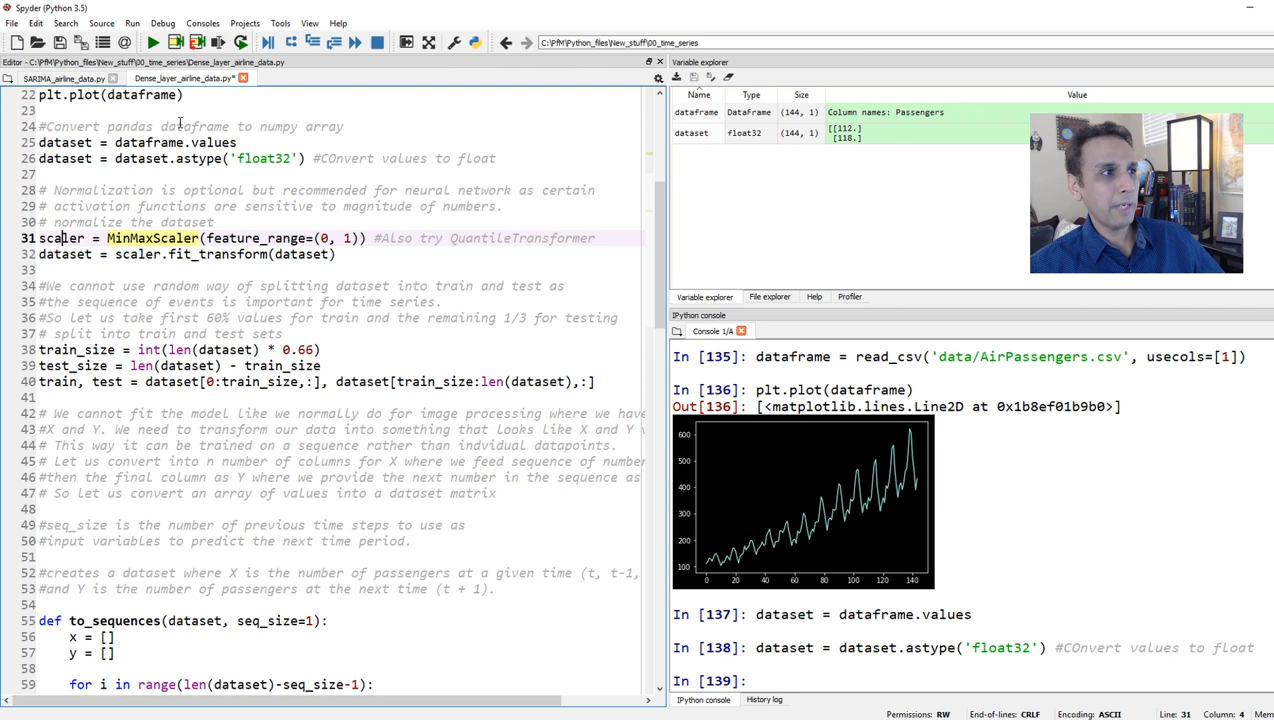 Spyder (Python 3.5)
File Edit Search Source Run Debug Consoles Projects Tools View Help
C:\PfM\Python_files\New_stuff\00_time_series
Editor - C:\PfM\Python_files\New_stuff\00_time_series\Dense_layer_airline_data.py
SARIMA_airline_data.py Dense_layer_airline_data.py*
22 plt.plot(dataframe)
23
24 #Convert pandas dataframe to numpy array
25 dataset = dataframe.values
26 dataset = dataset.astype('float32') #COnvert values to float
27
28 # Normalization is optional but recommended for neural network as certain
29 # activation functions are sensitive to magnitude of numbers.
30 # normalize the dataset
31 scaler = MinMaxScaler(feature_range=(0, 1)) #Also try QuantileTransformer
32 dataset = scaler.fit_transform(dataset)
33
34 #We cannot use random way of splitting dataset into train and test as
35 #the sequence of events is important for time series.
36 #So let us take first 60% values for train and the remaining 1/3 for testing
37 # split into train and test sets
38 train_size = int(len(dataset) * 0.66)
39 test_size = len(dataset) - train_size
40 train, test = dataset[0:train_size,:], dataset[train_size:len(dataset),:]
41
42 # We cannot fit the model like we normally do for image processing where we have
43 #X and Y. We need to transform our data into something that looks like X and Y v
44 # This way it can be trained on a sequence rather than indvidual datapoints.
45 # Let us convert into n number of columns for X where we feed sequence of number
46 #then the final column as Y where we provide the next number in the sequence as
47 # So let us convert an array of values into a dataset matrix
48
49 #seq_size is the number of previous time steps to use as
50 #input variables to predict the next time period.
51
52 #creates a dataset where X is the number of passengers at a given time (t, t-1,
53 #and Y is the number of passengers at the next time (t + 1).
54
55 def to_sequences(dataset, seq_size=1):
56 x = []
57 y = []
58
59 for i in range(len(dataset)-seq_size-1):
Variable explorer
Name Type Size Value
dataframe DataFrame (144, 1) Column names: Passengers
dataset float32 (144, 1) [[112.]
[118.]
Variable explorer File explorer Help Profiler
IPython console
Console 1/A
In [135]: dataframe = read_csv('data/AirPassengers.csv', usecols=[1])
In [136]: plt.plot(dataframe)
Out[136]: [<matplotlib.lines.Line2D at 0x1b8ef01b9b0>]
600
500
400
300
200
100
0 20 40 60 80 100 120 140
In [137]: dataset = dataframe.values
In [138]: dataset = dataset.astype('float32') #COnvert values to float
In [139]:
IPython console History log
Permissions: RW End-of-lines: CRLF Encoding: ASCII Line: 31 Column: 4 Mem